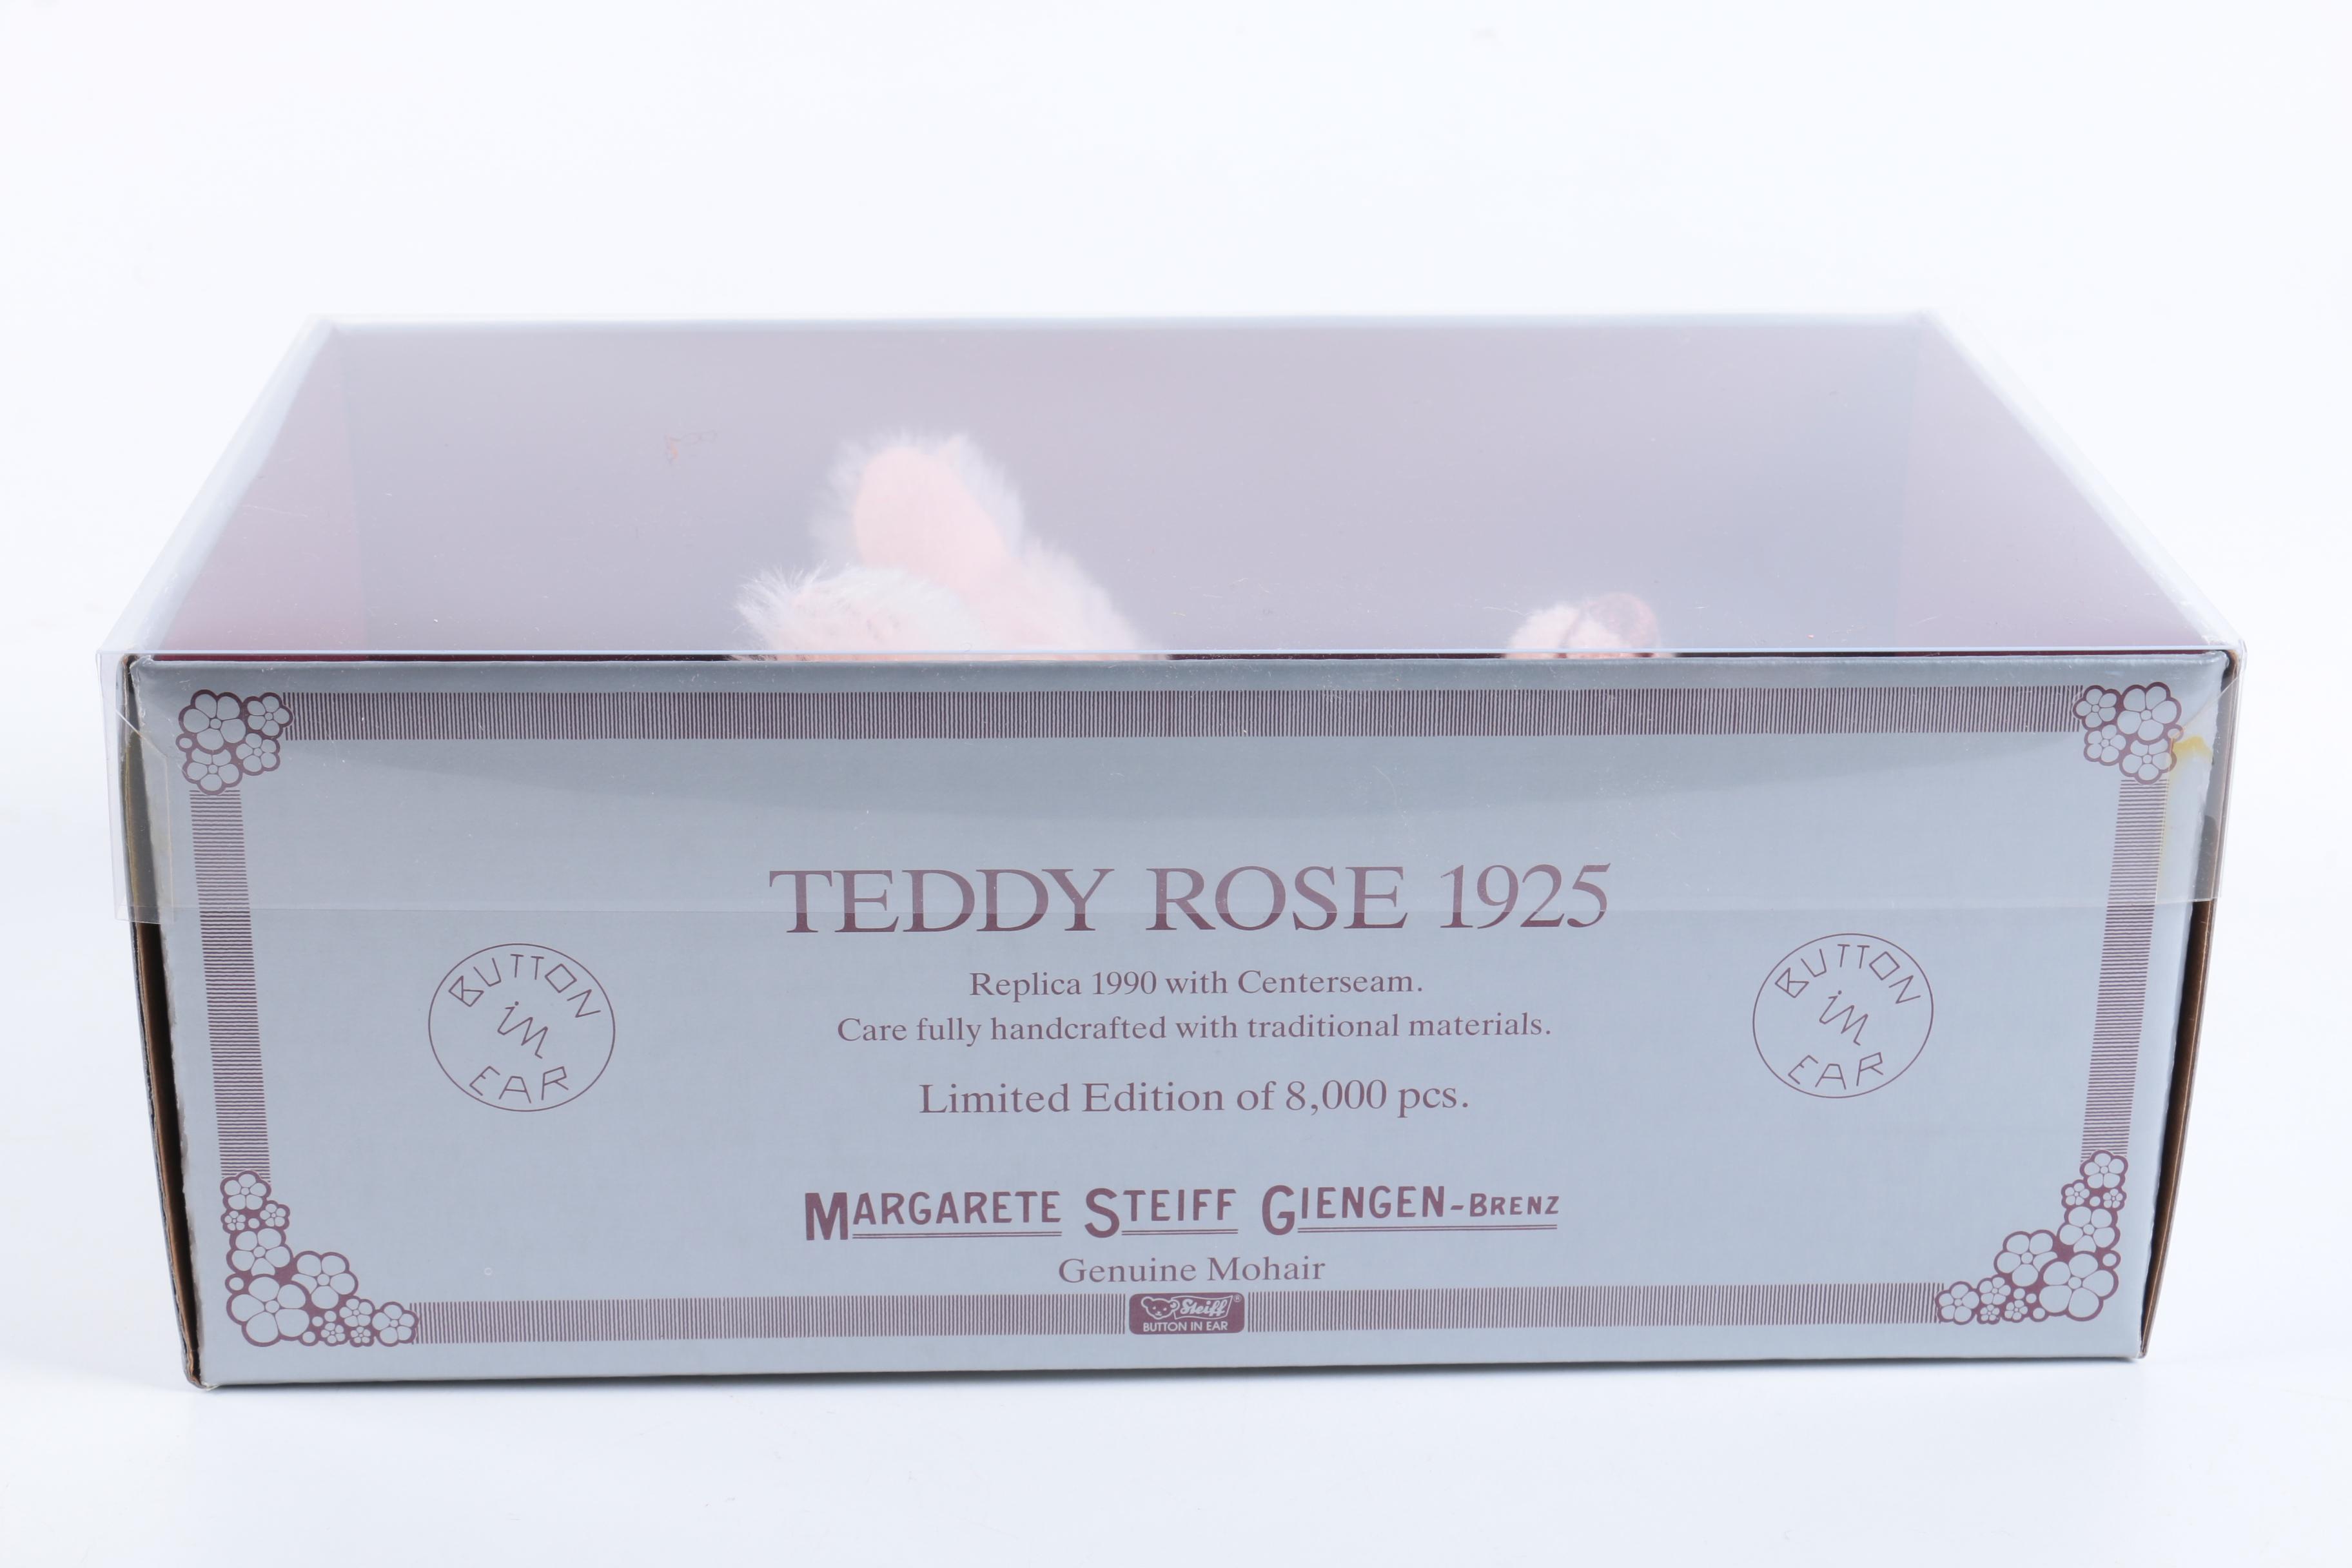 TEDDY ROSE 1925
Replica 1990 with Centerseam.
Care fully handcrafted with traditional materials.
Limited Edition of 8,000 pcs.
BUTTON
im
EAR
BUTTON
im
EAR
MARGARETE STEIFF GIENGEN-BRENZ
Genuine Mohair
Steiff®
BUTTON IN EAR